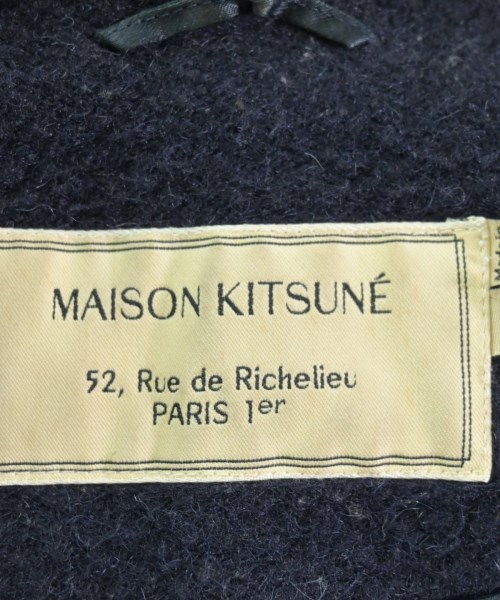 MAISON KITSUNÉ
52, Rue de Richelieu
PARIS 1er